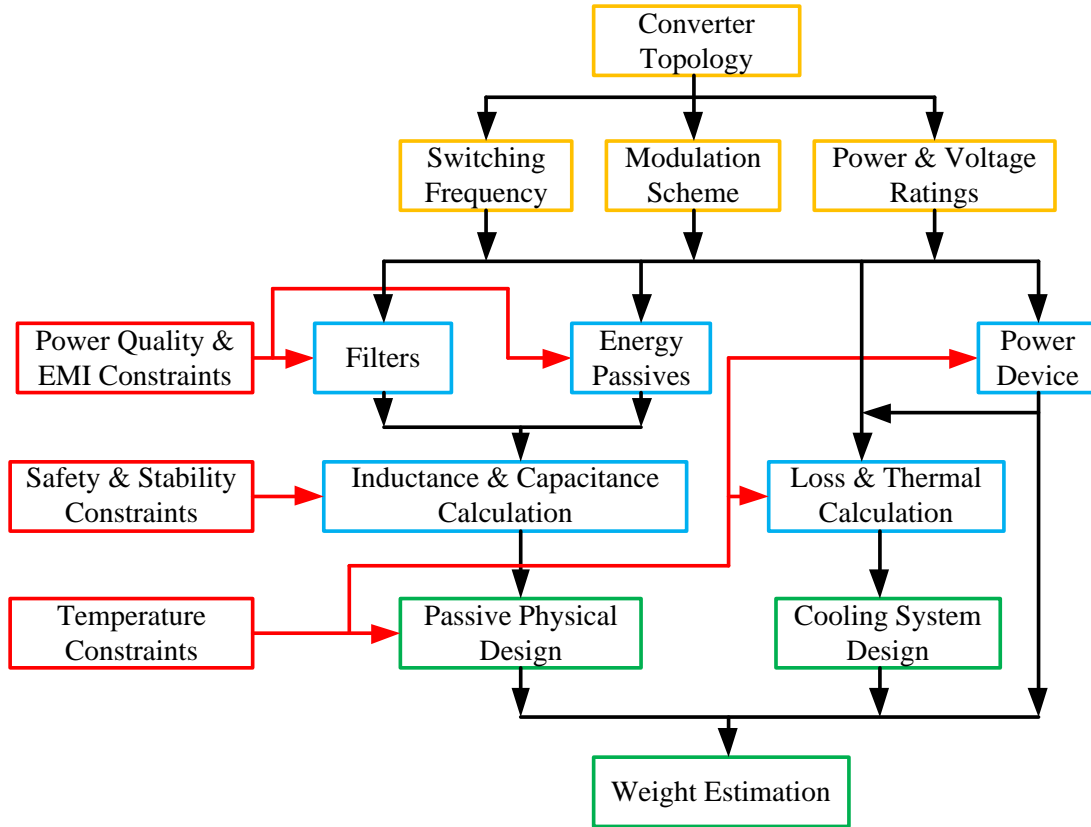 Converter
Topology
Switching
Frequency
Modulation
Scheme
Power & Voltage
Ratings
Power Quality &
EMI Constraints
Filters
Energy
Passives
Power
Device
Safety & Stability
Constraints
Inductance & Capacitance
Calculation
Loss & Thermal
Calculation
Temperature
Constraints
Passive Physical
Design
Cooling System
Design
Weight Estimation